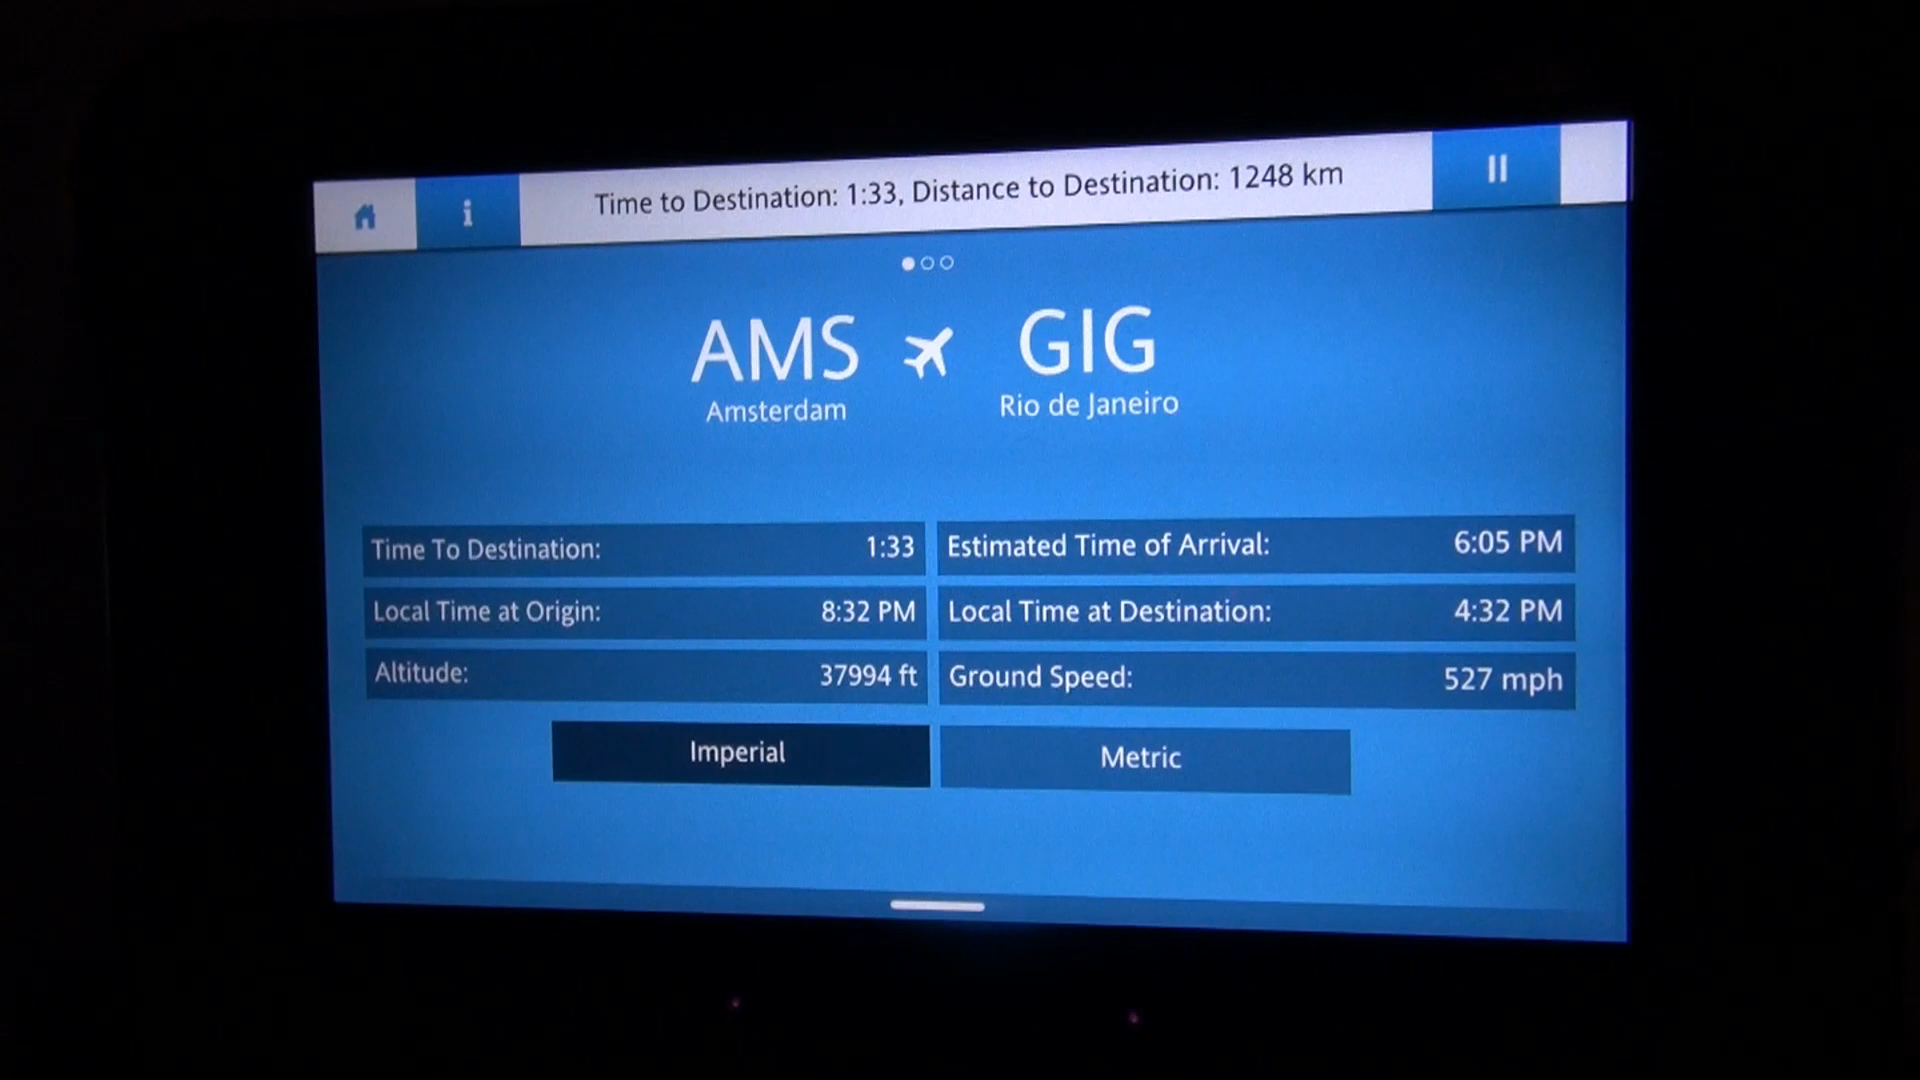 i
Time to Destination: 1:33, Distance to Destination: 1248 km
AMS GIG
Amsterdam Rio de Janeiro
Time To Destination: 1:33 Estimated Time of Arrival: 6:05 PM
Local Time at Origin: 8:32 PM Local Time at Destination: 4:32 PM
Altitude: 37994 ft Ground Speed: 527 mph
Imperial Metric